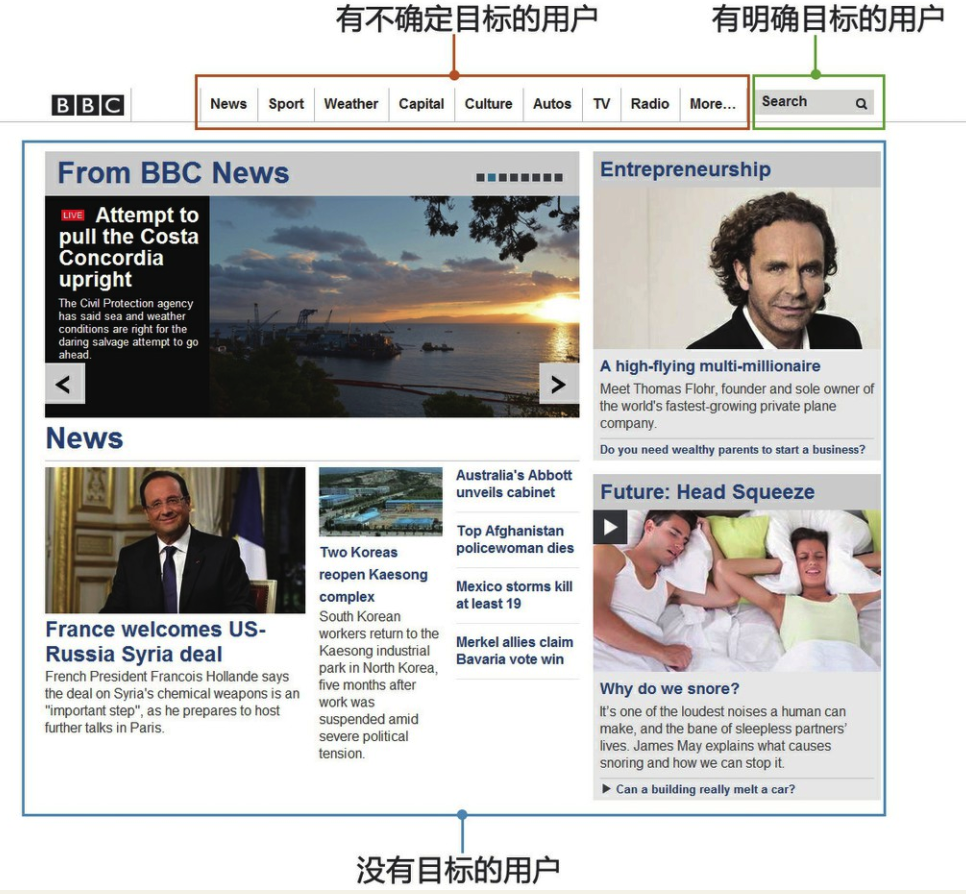 有不确定目标的用户
有明确目标的用户
BBC
News
Sport
Weather
Capital
Culture
Autos
TV
Radio
More...
Search
From BBC News
LIVE Attempt to
pull the Costa
Concordia
upright
The Civil Protection agency
has said sea and weather
conditions are right for the
daring salvage attempt to go
ahead.
<
>
News
France welcomes US-
Russia Syria deal
French President Francois Hollande says
the deal on Syria's chemical weapons is an
"important step", as he prepares to host
further talks in Paris.
Two Koreas
reopen Kaesong
complex
South Korean
workers return to the
Kaesong industrial
park in North Korea,
five months after
work was
suspended amid
severe political
tension.
Australia's Abbott
unveils cabinet
Top Afghanistan
policewoman dies
Mexico storms kill
at least 19
Merkel allies claim
Bavaria vote win
Entrepreneurship
A high-flying multi-millionaire
Meet Thomas Flohr, founder and sole owner of
the world's fastest-growing private plane
company.
Do you need wealthy parents to start a business?
Future: Head Squeeze
Why do we snore?
It's one of the loudest noises a human can
make, and the bane of sleepless partners'
lives. James May explains what causes
snoring and how we can stop it.
Can a building really melt a car?
没有目标的用户